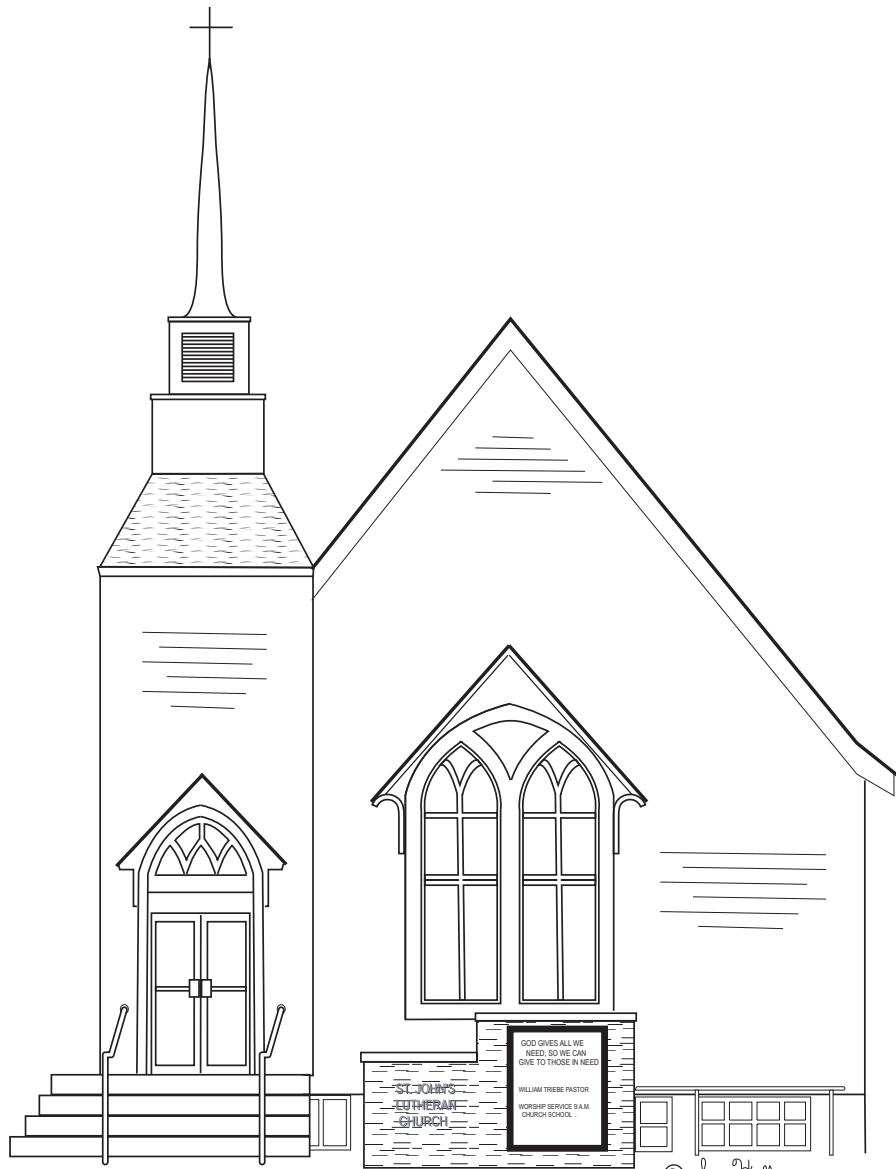 ST. JOHN'S
LUTHERAN
CHURCH
GOD GIVES ALL WE
NEED, SO WE CAN
GIVE TO THOSE IN NEED
WILLIAM TRIEBE PASTOR
WORSHIP SERVICE 9 A.M.
CHURCH SCHOOL .